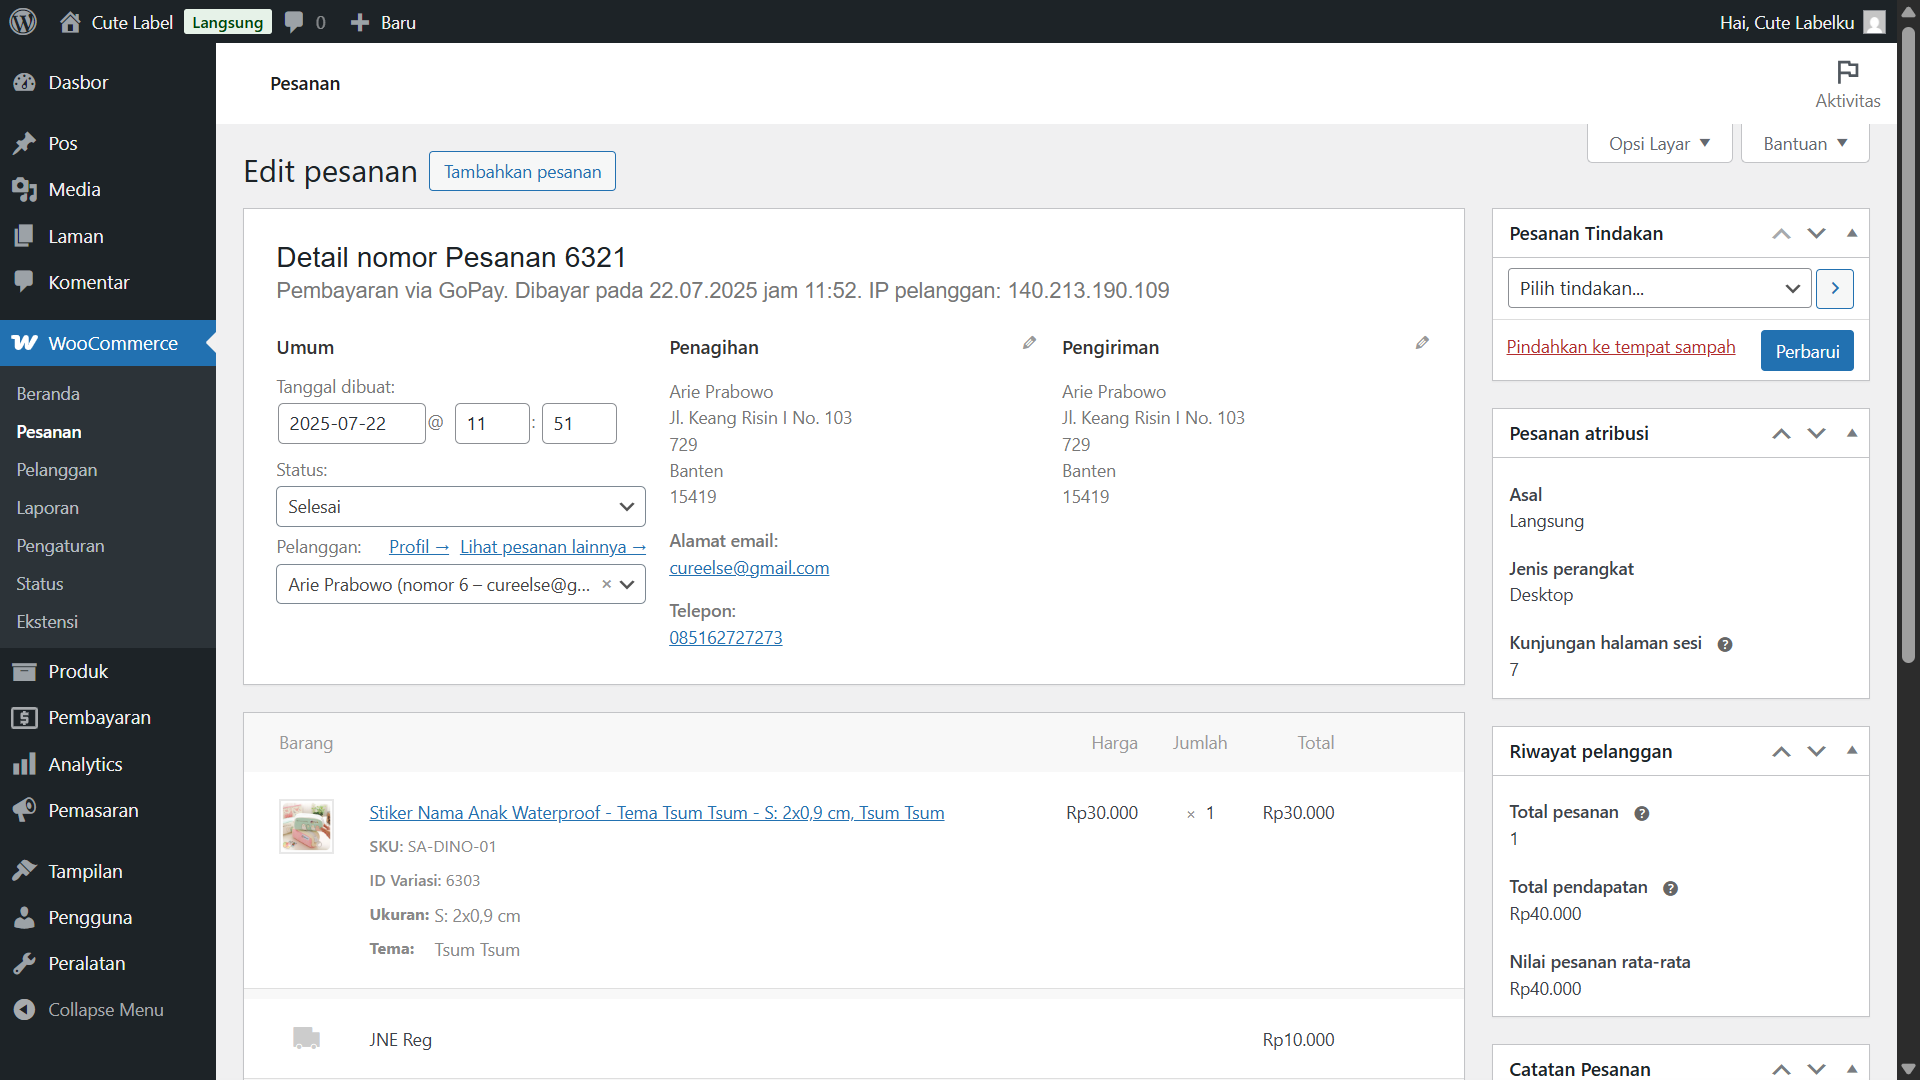 Cute Label
Langsung
0
Baru
Hai, Cute Labelku
Dasbor
Pos
Media
Laman
Komentar
WooCommerce
Beranda
Pesanan
Pelanggan
Laporan
Pengaturan
Status
Ekstensi
Produk
Pembayaran
Analytics
Pemasaran
Tampilan
Pengguna
Peralatan
Collapse Menu
Pesanan
Aktivitas
Opsi Layar
Bantuan
Edit pesanan
Tambahkan pesanan
Detail nomor Pesanan 6321
Pembayaran via GoPay. Dibayar pada 22.07.2025 jam 11:52. IP pelanggan: 140.213.190.109
Umum
Tanggal dibuat:
2025-07-22 @ 11 : 51
Status:
Selesai
Pelanggan: Profil → Lihat pesanan lainnya →
Arie Prabowo (nomor 6 – cureelse@g... ×
Penagihan
Arie Prabowo
Jl. Keang Risin I No. 103
729
Banten
15419
Alamat email:
cureelse@gmail.com
Telepon:
085162727273
Pengiriman
Arie Prabowo
Jl. Keang Risin I No. 103
729
Banten
15419
Barang Harga Jumlah Total
Stiker Nama Anak Waterproof - Tema Tsum Tsum - S: 2x0,9 cm, Tsum Tsum Rp30.000 × 1 Rp30.000
SKU: SA-DINO-01
ID Variasi: 6303
Ukuran: S: 2x0,9 cm
Tema: Tsum Tsum
JNE Reg Rp10.000
Pesanan Tindakan
Pilih tindakan...
Pindahkan ke tempat sampah
Perbarui
Pesanan atribusi
Asal
Langsung
Jenis perangkat
Desktop
Kunjungan halaman sesi ?
7
Riwayat pelanggan
Total pesanan ?
1
Total pendapatan ?
Rp40.000
Nilai pesanan rata-rata
Rp40.000
Catatan Pesanan